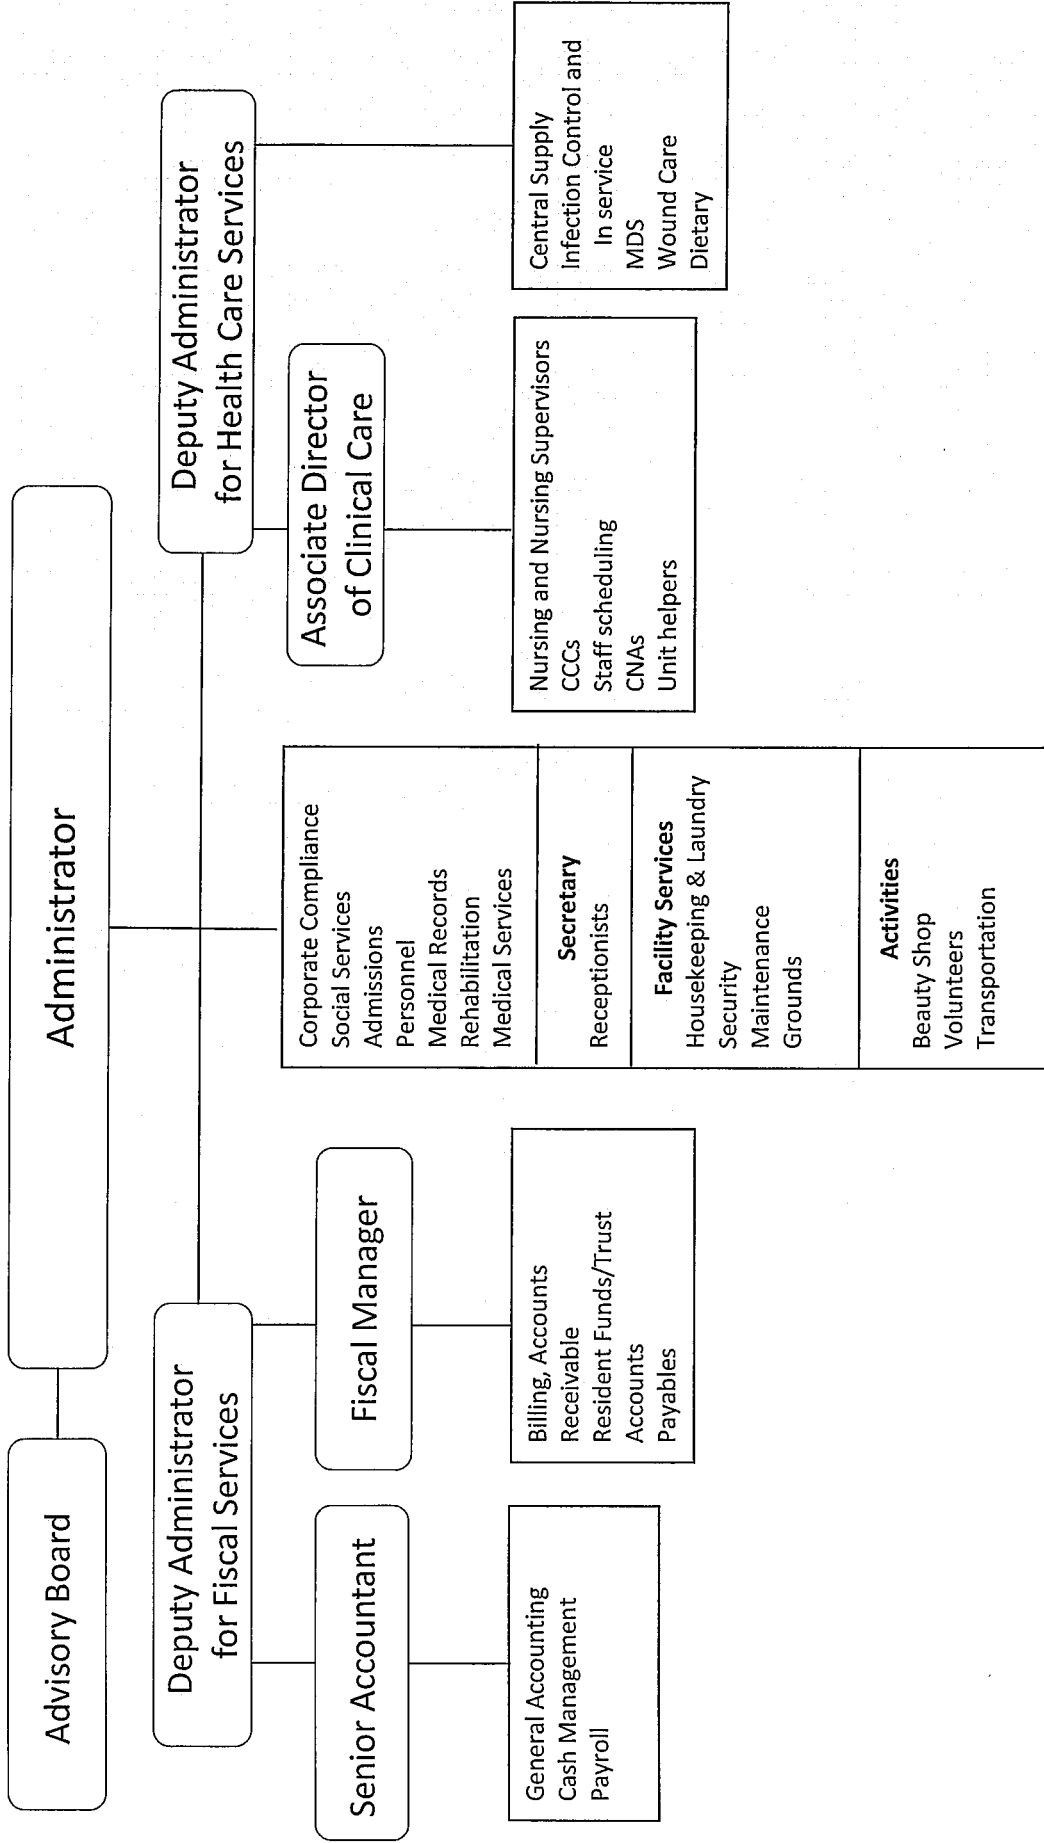 Advisory Board
Administrator
Deputy Administrator
for Fiscal Services
Deputy Administrator
for Health Care Services
Senior Accountant
Fiscal Manager
Associate Director
of Clinical Care
General Accounting
Cash Management
Payroll
Billing, Accounts
Receivable
Resident Funds/Trust
Accounts
Payables
Corporate Compliance
Social Services
Admissions
Personnel
Medical Records
Rehabilitation
Medical Services
Secretary
Receptionists
Facility Services
Housekeeping & Laundry
Security
Maintenance
Grounds
Activities
Beauty Shop
Volunteers
Transportation
Nursing and Nursing Supervisors
CCCs
Staff scheduling
CNAs
Unit helpers
Central Supply
Infection Control and
In service
MDS
Wound Care
Dietary